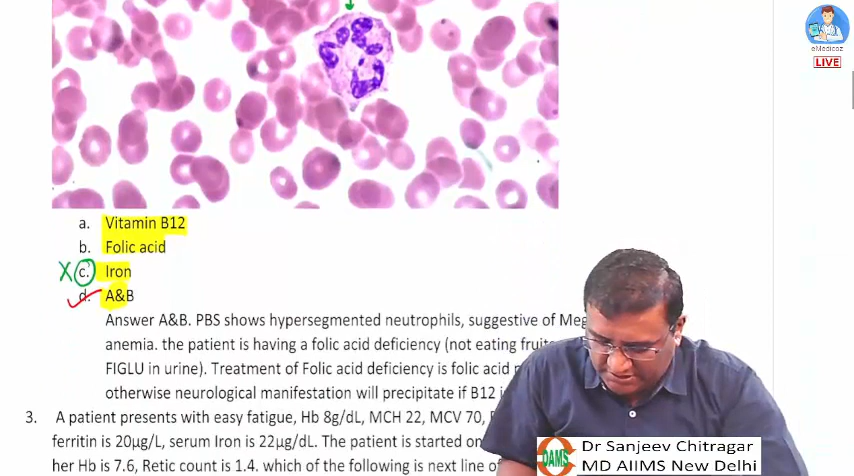 eMedicoz
LIVE
a. Vitamin B12
b. Folic acid
X c. Iron
d. A&B
Answer A&B. PBS shows hypersegmented neutrophils, suggestive of
anemia. the patient is having a folic acid deficiency (not eating
FIGLU in urine). Treatment of Folic acid deficiency is folic acid
otherwise neurological manifestation will precipitate if B12
3. A patient presents with easy fatigue, Hb 8g/dL, MCH 22, MCV 70,
ferritin is 20µg/L, serum Iron is 22µg/dL. The patient is started on
her Hb is 7.6, Retic count is 1.4. which of the following is next line of
DAMS
Dr Sanjeev Chitragar
MD AIIMS New Delhi